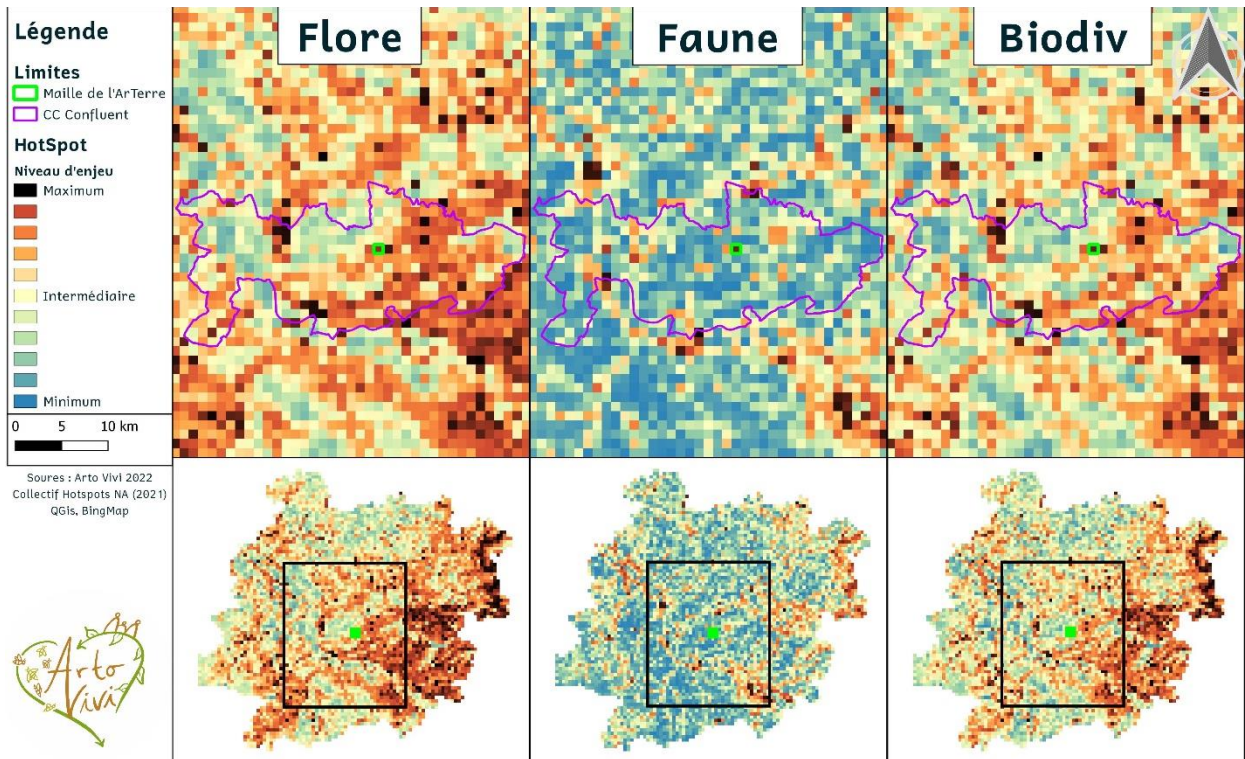 Légende
Limites
Maille de l'ArTerre
CC Confluent
HotSpot
Niveau d'enjeu
Maximum
Intermédiaire
Minimum
0 5 10 km
Soures : Arto Vivi 2022
Collectif Hotspots NA (2021)
QGis, BingMap
Arto
Vivi
Flore
Faune
Biodiv